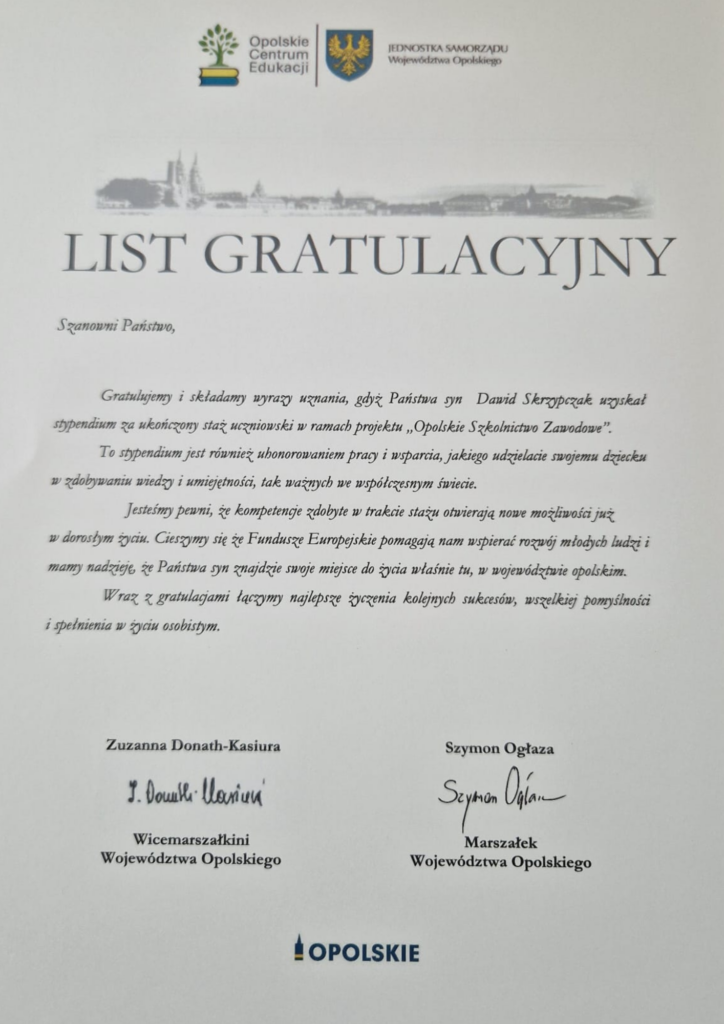 Opolskie
Centrum
Edukacji
JEDNOSTKA SAMORZĄDU
Województwa Opolskiego
LIST GRATULACYJNY
Szanowni Państwo,
Gratulujemy i składamy wyrazy uznania, gdyż Państwa syn Dawid Skrzypczak uzyskał
stypendium za ukończony staż uczniowski w ramach projektu „Opolskie Szkolnictwo Zawodowe”.
To stypendium jest również uhonorowaniem pracy i wsparcia, jakiego udzielacie swojemu dziecku
w zdobywaniu wiedzy i umiejętności, tak ważnych we współczesnym świecie.
Jesteśmy pewni, że kompetencje zdobyte w trakcie stażu otwierają nowe możliwości już
w dorosłym życiu. Cieszymy się że Fundusze Europejskie pomagają nam wspierać rozwój młodych ludzi i
mamy nadzieję, że Państwa syn znajdzie swoje miejsce do życia właśnie tu, w województwie opolskim.
Wraz z gratulacjami łączymy najlepsze życzenia kolejnych sukcesów, wszelkiej pomyślności
i spełnienia w życiu osobistym.
Zuzanna Donath-Kasiura
Wicemarszałkini
Województwa Opolskiego
Szymon Ogłaza
Szymon Ogłaza
Marszałek
Województwa Opolskiego
OPOLSKIE